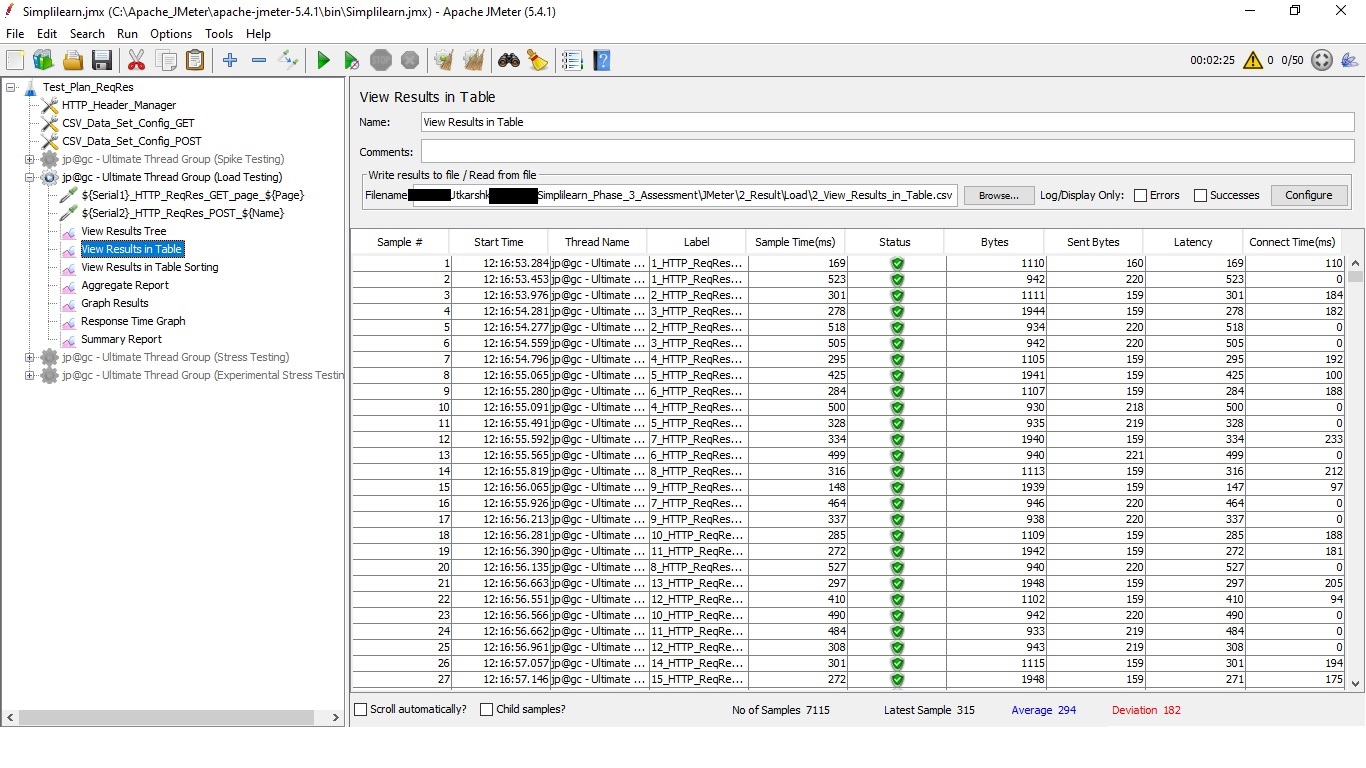 Simplilearn.jmx (C:\Apache_JMeter\apache-jmeter-5.4.1\bin\Simplilearn.jmx) - Apache JMeter (5.4.1)
File Edit Search Run Options Tools Help
STOP 00:02:25 0 0/50
Test_Plan_ReqRes
HTTP_Header_Manager
CSV_Data_Set_Config_GET
CSV_Data_Set_Config_POST
jp@gc - Ultimate Thread Group (Spike Testing)
jp@gc - Ultimate Thread Group (Load Testing)
${Serial1}_HTTP_ReqRes_GET_page_${Page}
${Serial2}_HTTP_ReqRes_POST_${Name}
View Results Tree
View Results in Table
View Results in Table Sorting
Aggregate Report
Graph Results
Response Time Graph
Summary Report
jp@gc - Ultimate Thread Group (Stress Testing)
jp@gc - Ultimate Thread Group (Experimental Stress Testin
View Results in Table
Name: View Results in Table
Comments:
Write results to file / Read from file
Filename Jtkarshk Simplilearn_Phase_3_Assessment\JMeter\2_Result\Load\2_View_Results_in_Table.csv Browse... Log/Display Only: Errors Successes Configure
Sample # Start Time Thread Name Label Sample Time(ms) Status Bytes Sent Bytes Latency Connect Time(ms)
1 12:16:53.284 jp@gc - Ultimate ... 1_HTTP_ReqRes... 169 1110 160 169 110
2 12:16:53.453 jp@gc - Ultimate ... 1_HTTP_ReqRes... 523 942 220 523 0
3 12:16:53.976 jp@gc - Ultimate ... 2_HTTP_ReqRes... 301 1111 159 301 184
4 12:16:54.281 jp@gc - Ultimate ... 3_HTTP_ReqRes... 278 1944 159 278 182
5 12:16:54.277 jp@gc - Ultimate ... 2_HTTP_ReqRes... 518 934 220 518 0
6 12:16:54.559 jp@gc - Ultimate ... 3_HTTP_ReqRes... 505 942 220 505 0
7 12:16:54.796 jp@gc - Ultimate ... 4_HTTP_ReqRes... 295 1105 159 295 192
8 12:16:55.065 jp@gc - Ultimate ... 5_HTTP_ReqRes... 425 1941 159 425 100
9 12:16:55.280 jp@gc - Ultimate ... 6_HTTP_ReqRes... 284 1107 159 284 188
10 12:16:55.091 jp@gc - Ultimate ... 4_HTTP_ReqRes... 500 930 218 500 0
11 12:16:55.491 jp@gc - Ultimate ... 5_HTTP_ReqRes... 328 935 219 328 0
12 12:16:55.592 jp@gc - Ultimate ... 7_HTTP_ReqRes... 334 1940 159 334 233
13 12:16:55.565 jp@gc - Ultimate ... 6_HTTP_ReqRes... 499 940 221 499 0
14 12:16:55.819 jp@gc - Ultimate ... 8_HTTP_ReqRes... 316 1113 159 316 212
15 12:16:56.065 jp@gc - Ultimate ... 9_HTTP_ReqRes... 148 1939 159 147 97
16 12:16:55.926 jp@gc - Ultimate ... 7_HTTP_ReqRes... 464 946 220 464 0
17 12:16:56.213 jp@gc - Ultimate ... 9_HTTP_ReqRes... 337 938 220 337 0
18 12:16:56.281 jp@gc - Ultimate ... 10_HTTP_ReqRe... 285 1109 159 285 188
19 12:16:56.390 jp@gc - Ultimate ... 11_HTTP_ReqRe... 272 1942 159 272 181
20 12:16:56.135 jp@gc - Ultimate ... 8_HTTP_ReqRes... 527 940 220 527 0
21 12:16:56.663 jp@gc - Ultimate ... 13_HTTP_ReqRe... 297 1948 159 297 205
22 12:16:56.551 jp@gc - Ultimate ... 12_HTTP_ReqRe... 410 1102 159 410 94
23 12:16:56.566 jp@gc - Ultimate ... 10_HTTP_ReqRe... 490 942 220 490 0
24 12:16:56.662 jp@gc - Ultimate ... 11_HTTP_ReqRe... 484 933 219 484 0
25 12:16:56.961 jp@gc - Ultimate ... 12_HTTP_ReqRe... 308 943 219 308 0
26 12:16:57.057 jp@gc - Ultimate ... 14_HTTP_ReqRe... 301 1115 159 301 194
27 12:16:57.146 jp@gc - Ultimate ... 15_HTTP_ReqRe... 272 1948 159 271 175
Scroll automatically? Child samples? No of Samples 7115 Latest Sample 315 Average 294 Deviation 182